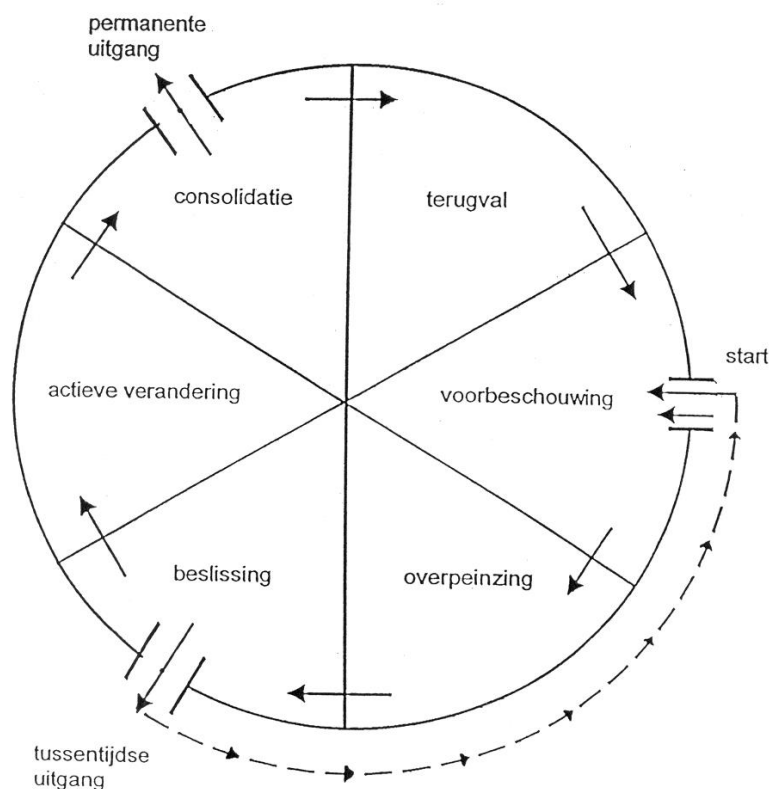 permanente
uitgang
consolidatie
terugval
start
actieve verandering
voorbeschouwing
beslissing
overpeinzing
tussentijdse
uitgang